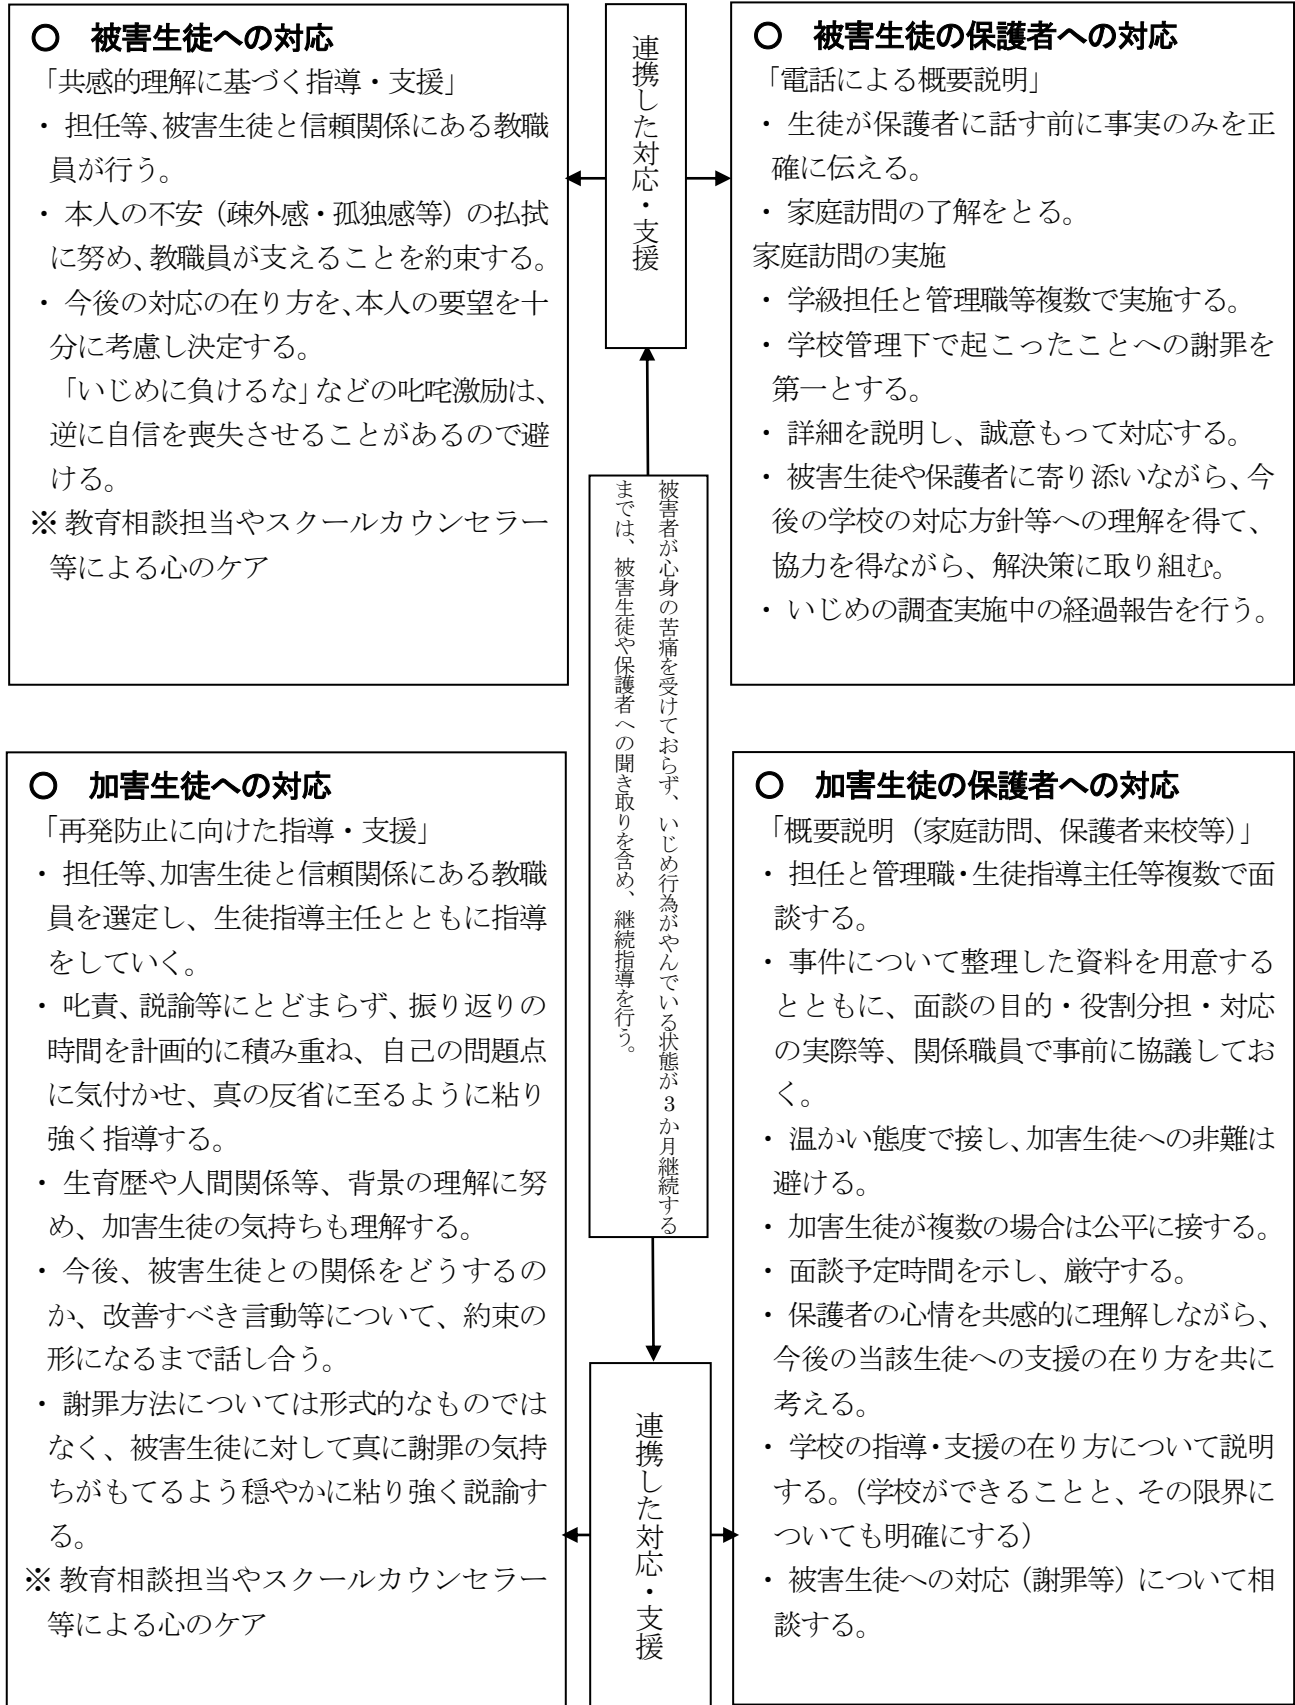 ○　被害生徒への対応
「共感的理解に基づく指導・支援」
・ 担任等、被害生徒と信頼関係にある教職
員が行う。
・ 本人の不安（疎外感・孤独感等）の払拭
に努め、教職員が支えることを約束する。
・ 今後の対応の在り方を、本人の要望を十
分に考慮し決定する。
「いじめに負けるな」などの叱咤激励は、
逆に自信を喪失させることがあるので避
ける。
※ 教育相談担当やスクールカウンセラー
等による心のケア
連携した対応・支援
○　被害生徒の保護者への対応
「電話による概要説明」
・ 生徒が保護者に話す前に事実のみを正
確に伝える。
・ 家庭訪問の了解をとる。
家庭訪問の実施
・ 学級担任と管理職等複数で実施する。
・ 学校管理下で起こったことへの謝罪を
第一とする。
・ 詳細を説明し、誠意もって対応する。
・ 被害生徒や保護者に寄り添いながら、今
後の学校の対応方針等への理解を得て、
協力を得ながら、解決策に取り組む。
・ いじめの調査実施中の経過報告を行う。
被害者が心身の苦痛を受けておらず、いじめ行為がやんでいる状態が３か月継続する
までは、被害生徒や保護者への聞き取りを含め、継続指導を行う。
○　加害生徒への対応
「再発防止に向けた指導・支援」
・ 担任等、加害生徒と信頼関係にある教職
員を選定し、生徒指導主任とともに指導
をしていく。
・ 叱責、説諭等にとどまらず、振り返りの
時間を計画的に積み重ね、自己の問題点
に気付かせ、真の反省に至るように粘り
強く指導する。
・ 生育歴や人間関係等、背景の理解に努
め、加害生徒の気持ちも理解する。
・ 今後、被害生徒との関係をどうするの
か、改善すべき言動等について、約束の
形になるまで話し合う。
・ 謝罪方法については形式的なものでは
なく、被害生徒に対して真に謝罪の気持
ちがもてるよう穏やかに粘り強く説諭す
る。
※ 教育相談担当やスクールカウンセラー
等による心のケア
連携した対応・支援
○　加害生徒の保護者への対応
「概要説明（家庭訪問、保護者来校等）」
・ 担任と管理職・生徒指導主任等複数で面
談する。
・ 事件について整理した資料を用意する
とともに、面談の目的・役割分担・対応
の実際等、関係職員で事前に協議してお
く。
・ 温かい態度で接し、加害生徒への非難は
避ける。
・ 加害生徒が複数の場合は公平に接する。
・ 面談予定時間を示し、厳守する。
・ 保護者の心情を共感的に理解しながら、
今後の当該生徒への支援の在り方を共に
考える。
・ 学校の指導・支援の在り方について説明
する。（学校ができることと、その限界に
ついても明確にする）
・ 被害生徒への対応（謝罪等）について相
談する。